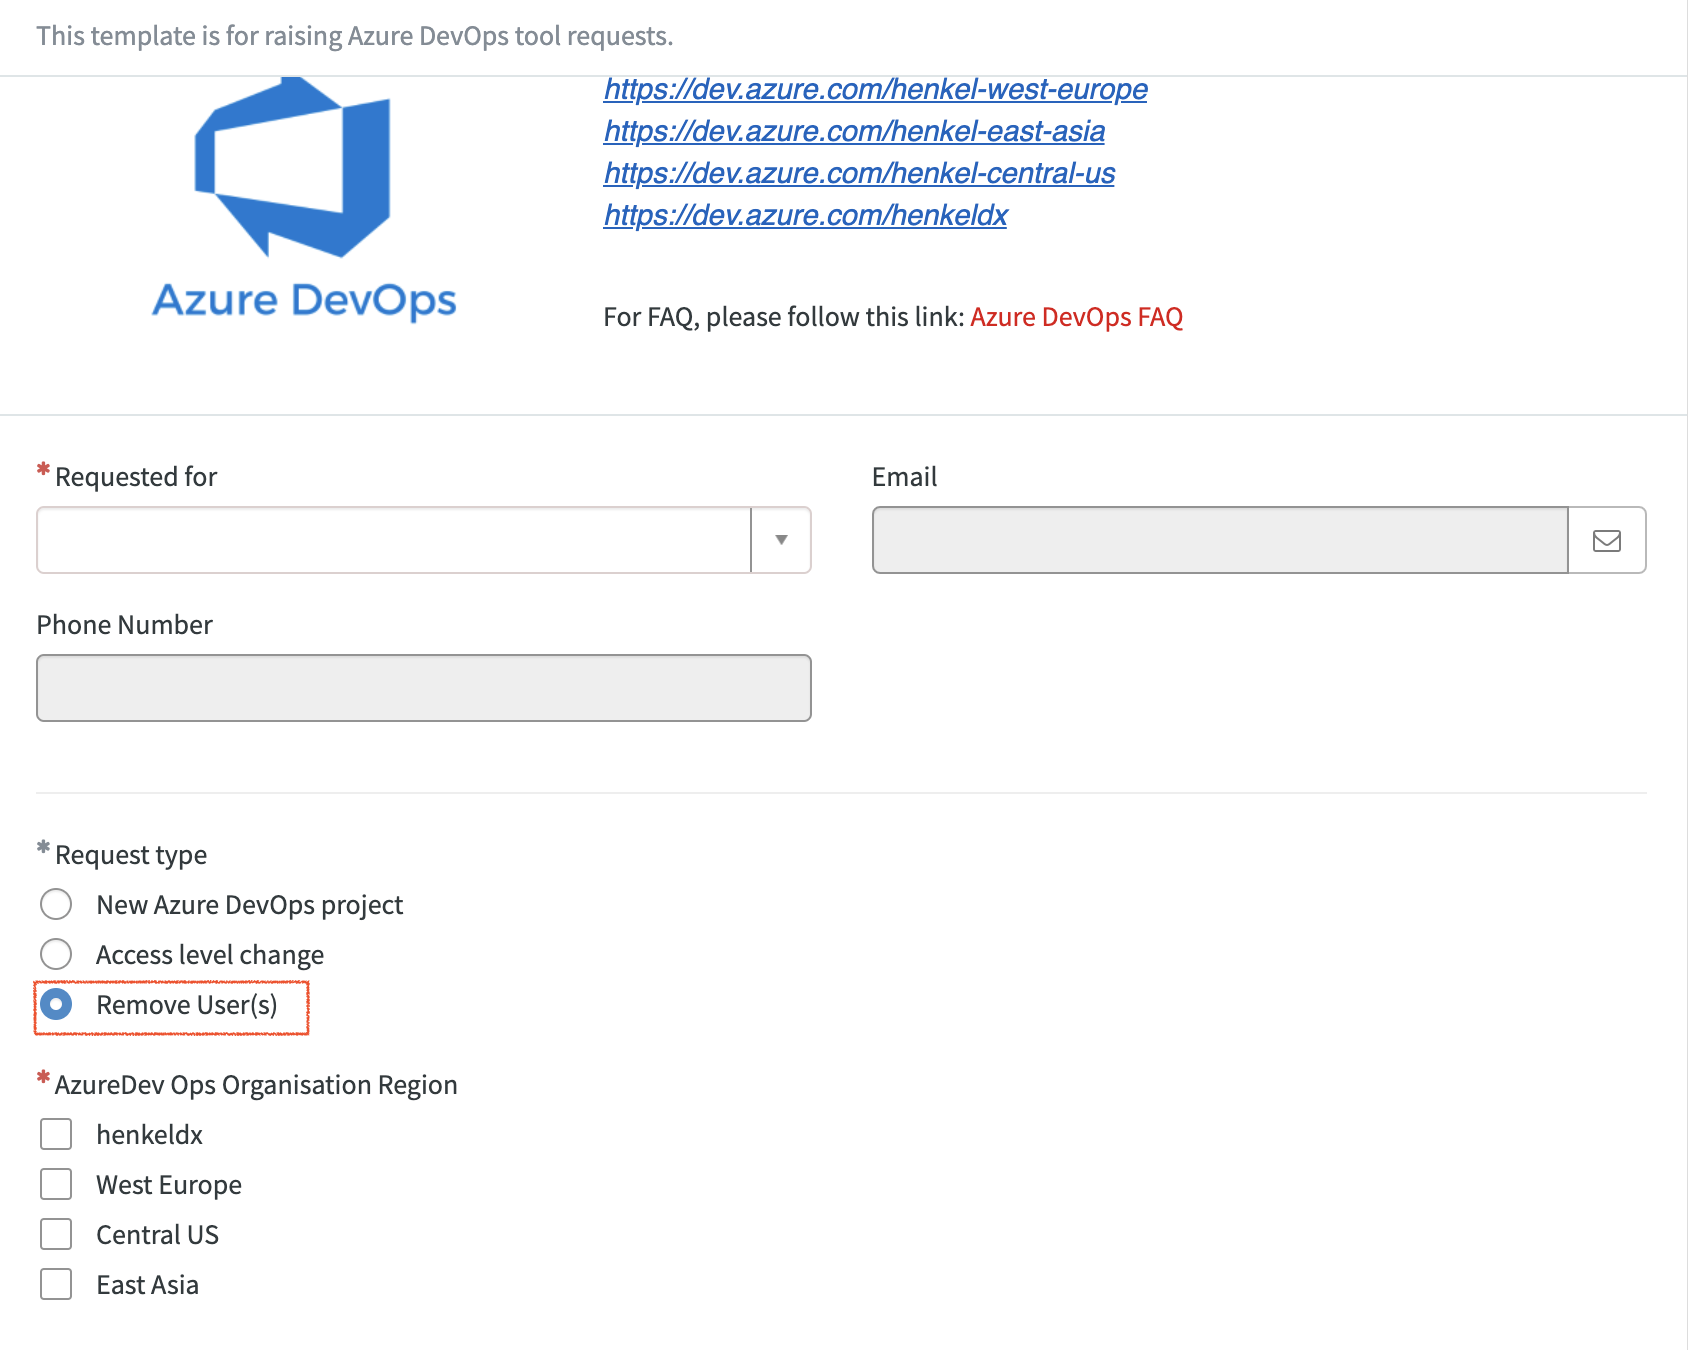 This template is for raising Azure DevOps tool requests.
https://dev.azure.com/henkel-west-europe
https://dev.azure.com/henkel-east-asia
https://dev.azure.com/henkel-central-us
https://dev.azure.com/henkeldx
Azure DevOps
For FAQ, please follow this link: Azure DevOps FAQ
* Requested for
Email
Phone Number
* Request type
New Azure DevOps project
Access level change
Remove User(s)
* AzureDev Ops Organisation Region
henkeldx
West Europe
Central US
East Asia